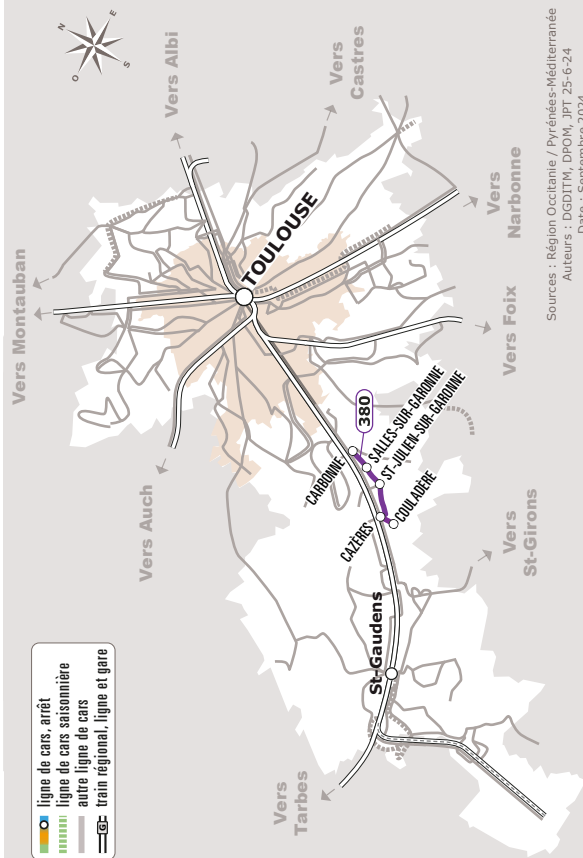 N
E
S
O
Vers Montauban
Vers Albi
Vers
Castres
Vers Auch
TOULOUSE
Vers
Narbonne
Vers Foix
380
CARBONNE
SALLES-SUR-GARONNE
ST-JULIEN-SUR-GARONNE
CAZÈRES
COULADÈRE
Vers
St-Girons
St-Gaudens
Vers
Tarbes
ligne de cars, arrêt
ligne de cars saisonnière
autre ligne de cars
G train régional, ligne et gare
Sources : Région Occitanie / Pyrénées-Méditerranée
Auteurs : DGDITM, DPOM, JPT 25-6-24
Date : Septembre 2024